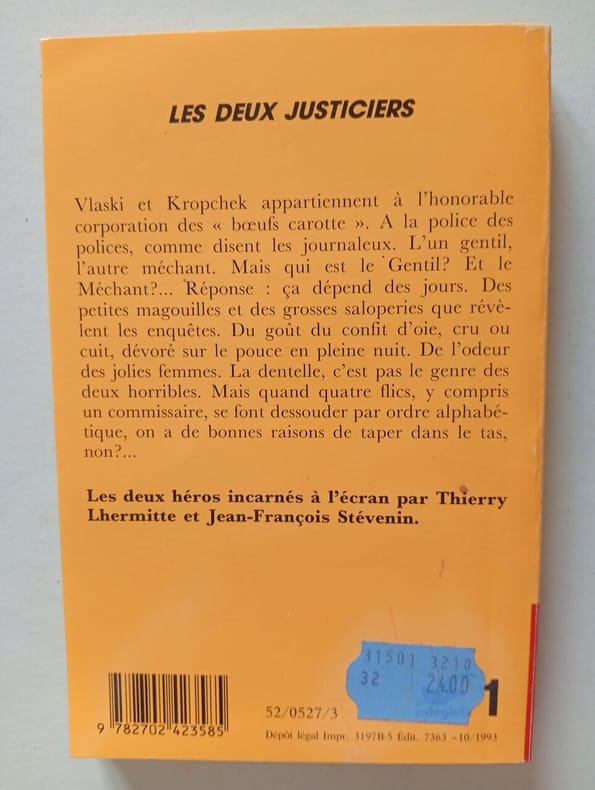 LES DEUX JUSTICIERS
Vlaski et Kropchek appartiennent à l'honorable
corporation des « bœufs carotte ». A la police des
polices, comme disent les journaleux. L'un gentil,
l'autre méchant. Mais qui est le Gentil? Et le
Méchant?... Réponse : ça dépend des jours. Des
petites magouilles et des grosses saloperies que révè-
lent les enquêtes. Du goût du confit d'oie, cru ou
cuit, dévoré sur le pouce en pleine nuit. De l'odeur
des jolies femmes. La dentelle, c'est pas le genre des
deux horribles. Mais quand quatre flics, y compris
un commissaire, se font dessouder par ordre alphabé-
tique, on a de bonnes raisons de taper dans le tas,
non?...
Les deux héros incarnés à l'écran par Thierry
Lhermitte et Jean-François Stévenin.
31501 3210
32 2400
1
52/0527/3
9 782702 423585
Dépôt légal Impr. 3197B-5 Édit. 7363 - 10/1993